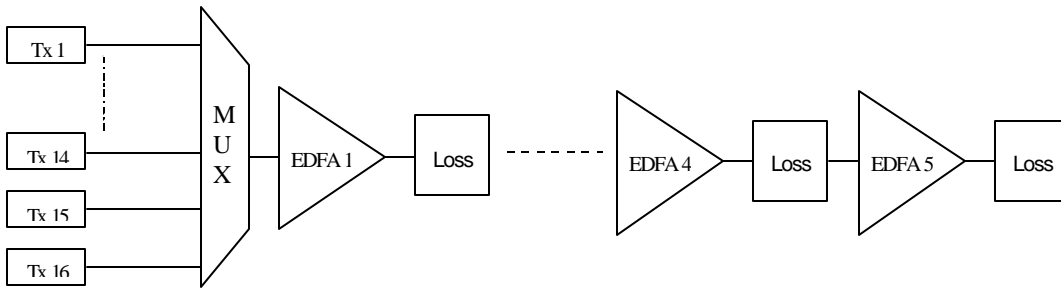 Tx 1
Tx 14
Tx 15
Tx 16
M
U
X
EDFA 1
Loss
EDFA 4
Loss
EDFA 5
Loss